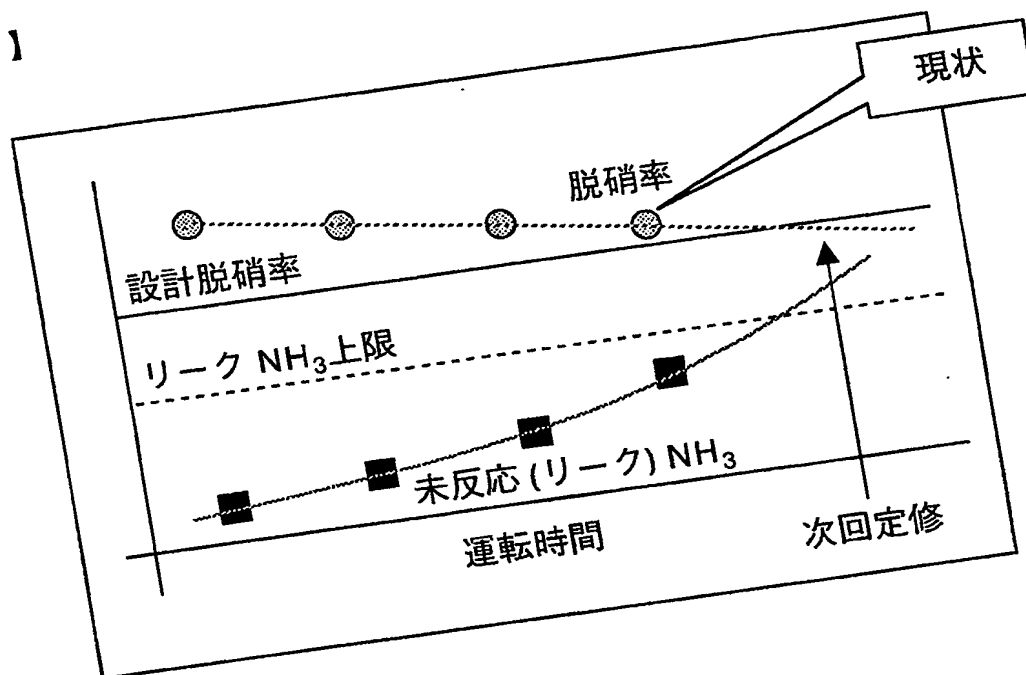 】
現状
脱硝率
設計脱硝率
リーク NH₃上限
未反応 (リーク) NH₃
運転時間
次回定修